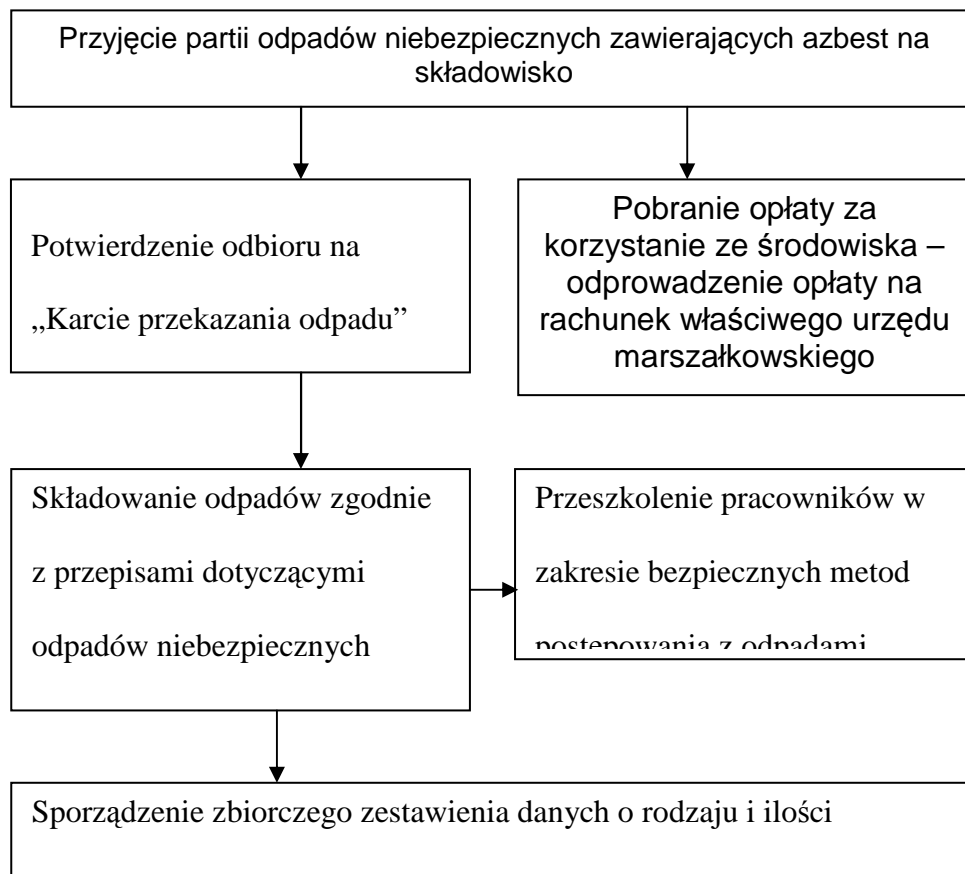 Przyjęcie partii odpadów niebezpiecznych zawierających azbest na
składowisko
Potwierdzenie odbioru na
„Karcie przekazania odpadu”
Pobranie opłaty za
korzystanie ze środowiska –
odprowadzenie opłaty na
rachunek właściwego urzędu
marszałkowskiego
Składowanie odpadów zgodnie
z przepisami dotyczącymi
odpadów niebezpiecznych
Przeszkolenie pracowników w
zakresie bezpiecznych metod
postępowania z odpadami
Sporządzenie zbiorczego zestawienia danych o rodzaju i ilości